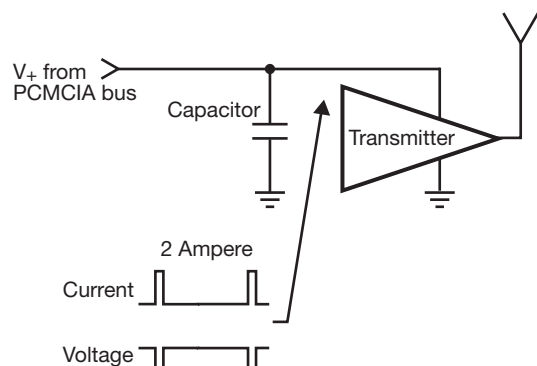 V+ from
PCMCIA bus
Capacitor
Transmitter
2 Ampere
Current
Voltage